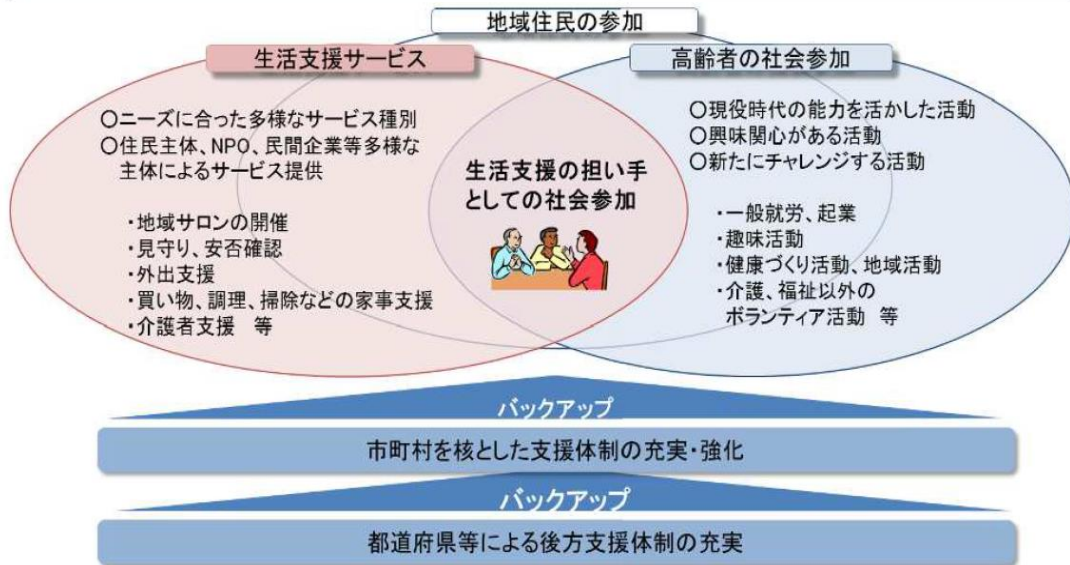 地域住民の参加
生活支援サービス
〇ニーズに合った多様なサービス種別
〇住民主体、NPO、民間企業等多様な
主体によるサービス提供
・地域サロンの開催
・見守り、安否確認
・外出支援
・買い物、調理、掃除などの家事支援
・介護者支援　等
生活支援の担い手
としての社会参加
高齢者の社会参加
〇現役時代の能力を活かした活動
〇興味関心がある活動
〇新たにチャレンジする活動
・一般就労、起業
・趣味活動
・健康づくり活動、地域活動
・介護、福祉以外の
ボランティア活動　等
バックアップ
市町村を核とした支援体制の充実・強化
バックアップ
都道府県等による後方支援体制の充実